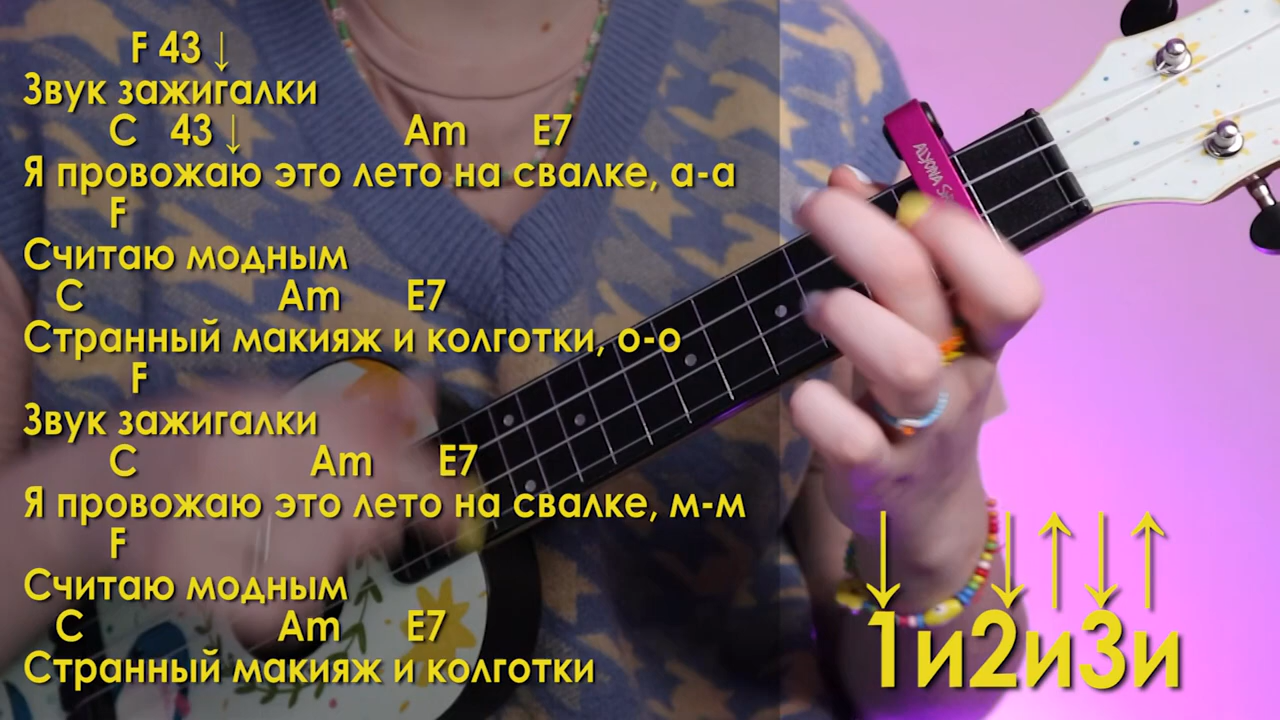 F 43 ↓
Звук зажигалки
C 43 ↓ Am E7
Я провожаю это лето на свалке, а-а
F
Считаю модным
C Am E7
Странный макияж и колготки, о-о
F
Звук зажигалки
C Am E7
Я провожаю это лето на свалке, м-м
F
Считаю модным
C Am E7
Странный макияж и колготки
ALYONA
↓ ↓↑↓↑
1и2и3и